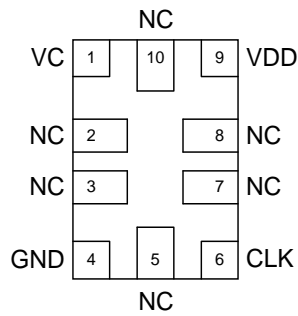 NC
VC 1 10 9 VDD
NC 2 8 NC
NC 3 7 NC
GND 4 5 6 CLK
NC